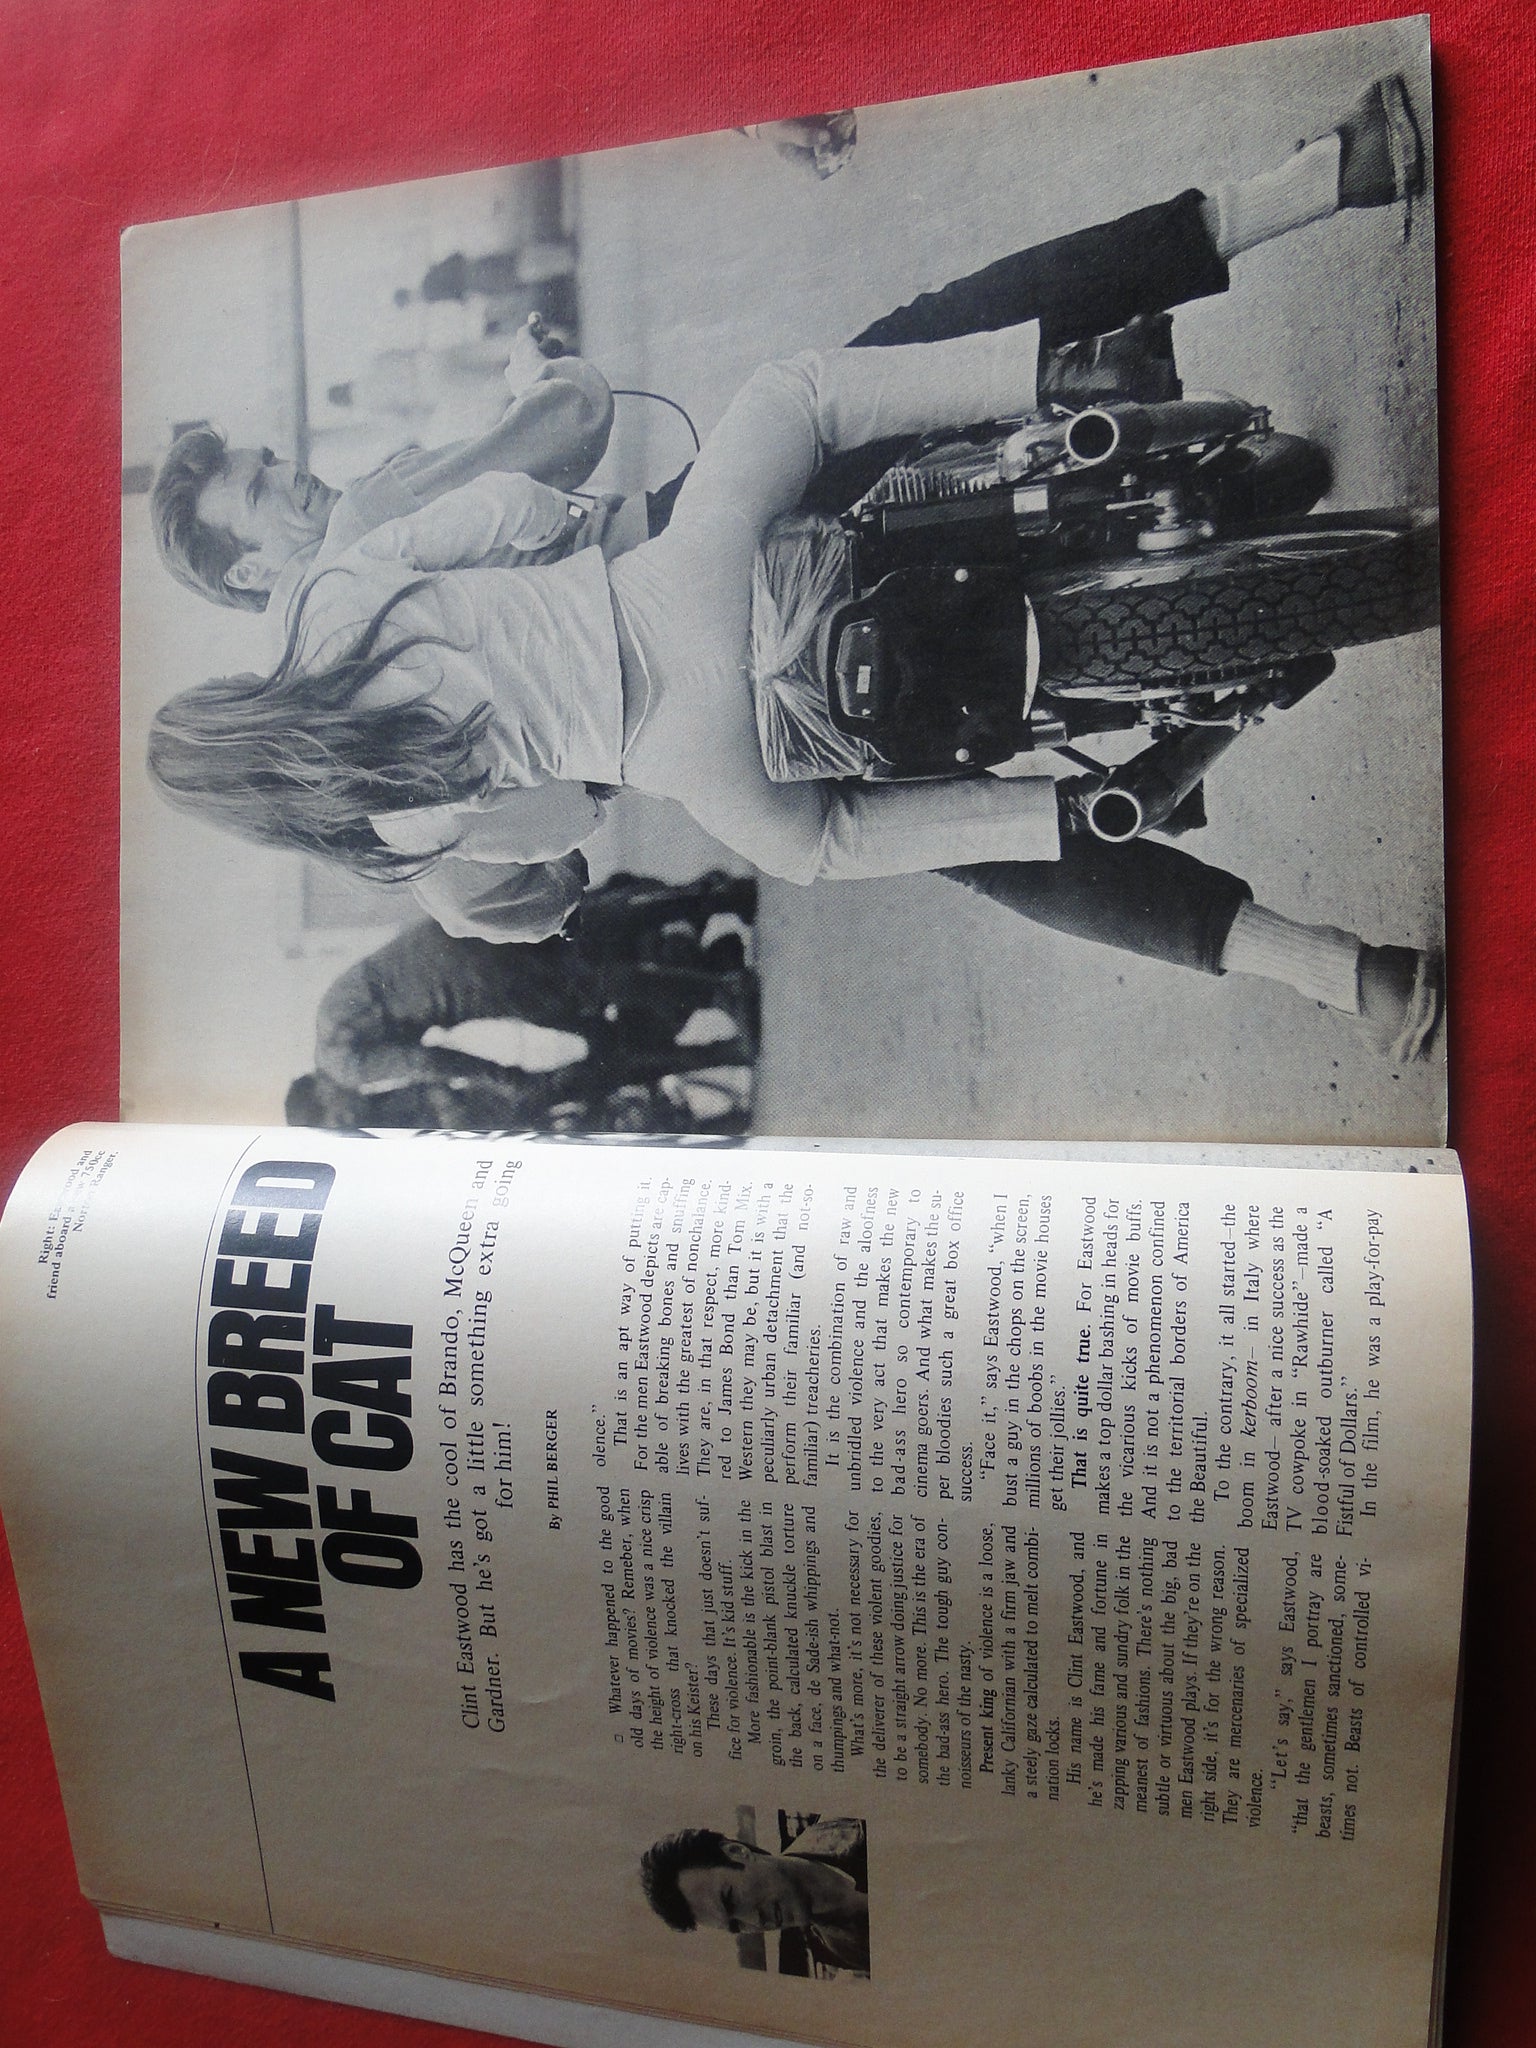 Right: Eastwood and
friend aboard a new 750cc
Norton Ranger.
A NEW BREED
OF CAT
Clint Eastwood has the cool of Brando, McQueen and
Gardner. But he's got a little something extra going
for him!
By PHIL BERGER
□ Whatever happened to the good
old days of movies? Remeber, when
the height of violence was a nice crisp
right-cross that knocked the villain
on his Keister?
These days that just doesn't suf-
fice for violence. It's kid stuff.
More fashionable is the kick in the
groin, the point-blank pistol blast in
the back, calculated knuckle torture
on a face, de Sade-ish whippings and
thumpings and what-not.
What's more, it's not necessary for
the deliverer of these violent goodies,
to be a straight arrow doing justice for
somebody. No more. This is the era of
the bad-ass hero. The tough guy con-
noisseurs of the nasty.
Present king of violence is a loose,
lanky Californian with a firm jaw and
a steely gaze calculated to melt combi-
nation locks.
His name is Clint Eastwood, and
he's made his fame and fortune in
zapping various and sundry folk in the
meanest of fashions. There's nothing
subtle or virtuous about the big, bad
men Eastwood plays. If they're on the
right side, it's for the wrong reason.
They are mercenaries of specialized
violence.
"Let's say," says Eastwood,
"that the gentlemen I portray are
beasts, sometimes sanctioned, some-
times not. Beasts of controlled vi-
olence."
That is an apt way of putting it.
For the men Eastwood depicts are cap-
able of breaking bones and snuffing
lives with the greatest of nonchalance.
They are, in that respect, more kind-
red to James Bond than Tom Mix.
Western they may be, but it is with a
peculiarly urban detachment that the
perform their familiar (and not-so-
familiar) treacheries.
It is the combination of raw and
unbridled violence and the aloofness
to the very act that makes the new
bad-ass hero so contemporary to
cinema goers. And what makes the su-
per bloodies such a great box office
success.
"Face it," says Eastwood, "when I
bust a guy in the chops on the screen,
millions of boobs in the movie houses
get their jollies."
That is quite true. For Eastwood
makes a top dollar bashing in heads for
the vicarious kicks of movie buffs.
And it is not a phenomenon confined
to the territorial borders of America
the Beautiful.
To the contrary, it all started—the
boom in kerboom— in Italy where
Eastwood— after a nice success as the
TV cowpoke in "Rawhide"—made a
blood-soaked outburner called "A
Fistful of Dollars."
In the film, he was a play-for-pay